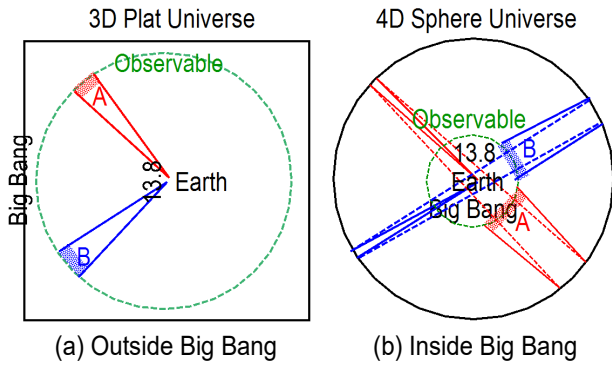 3D Plat Universe
Observable
A
13.8
Earth
Big Bang
B
(a) Outside Big Bang
4D Sphere Universe
Observable
13.8
B
Earth
Big Bang
A
(b) Inside Big Bang